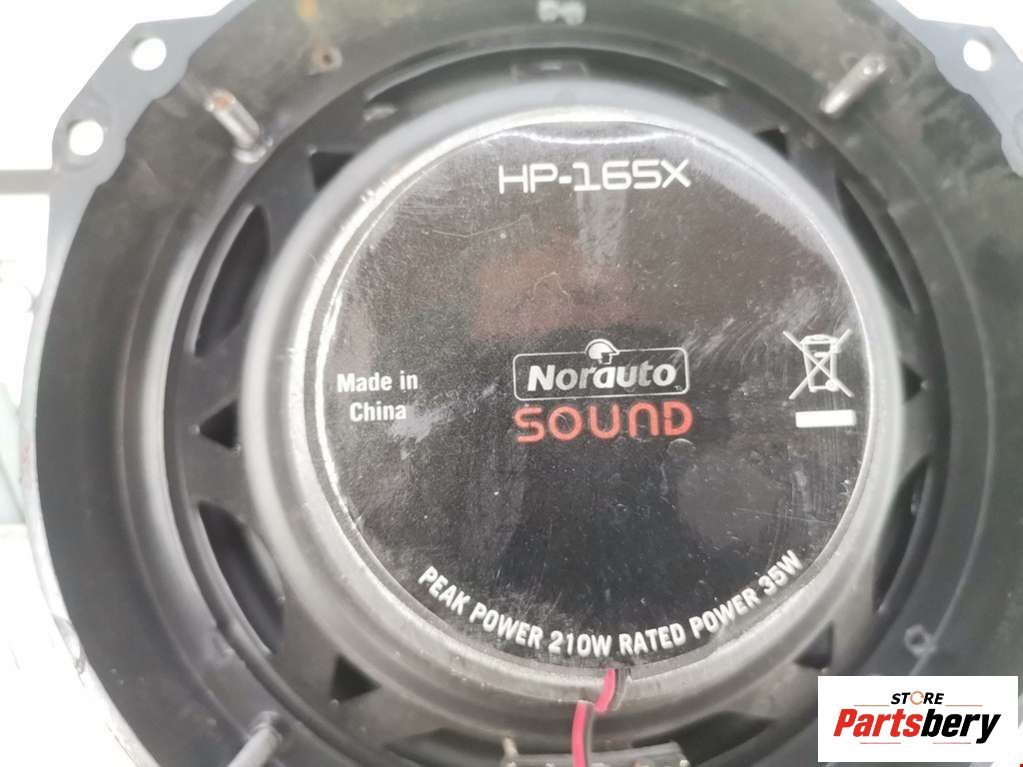 HP-165X
Norauto
SOUND
Made in
China
PEAK POWER 210W RATED POWER 35W
STORE
Partsbery